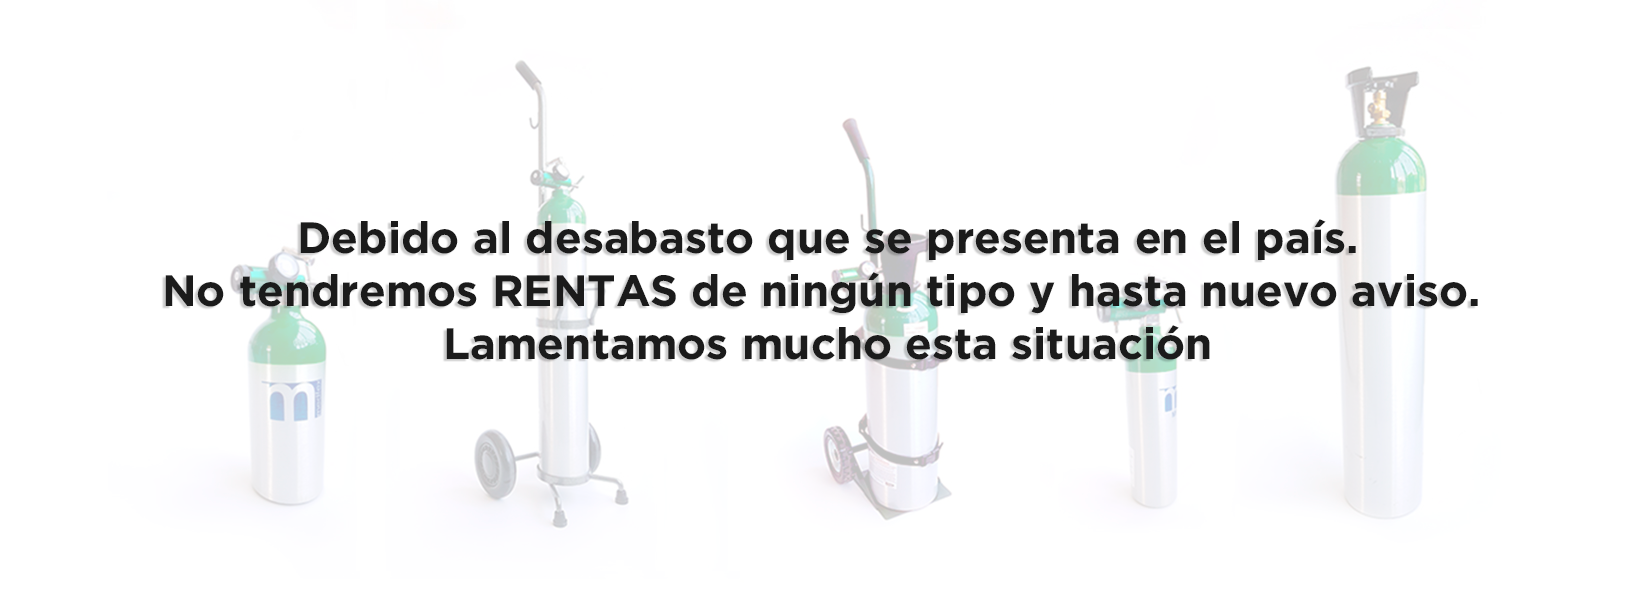 Debido al desabasto que se presenta en el país.
No tendremos RENTAS de ningún tipo y hasta nuevo aviso.
Lamentamos mucho esta situación
m
m